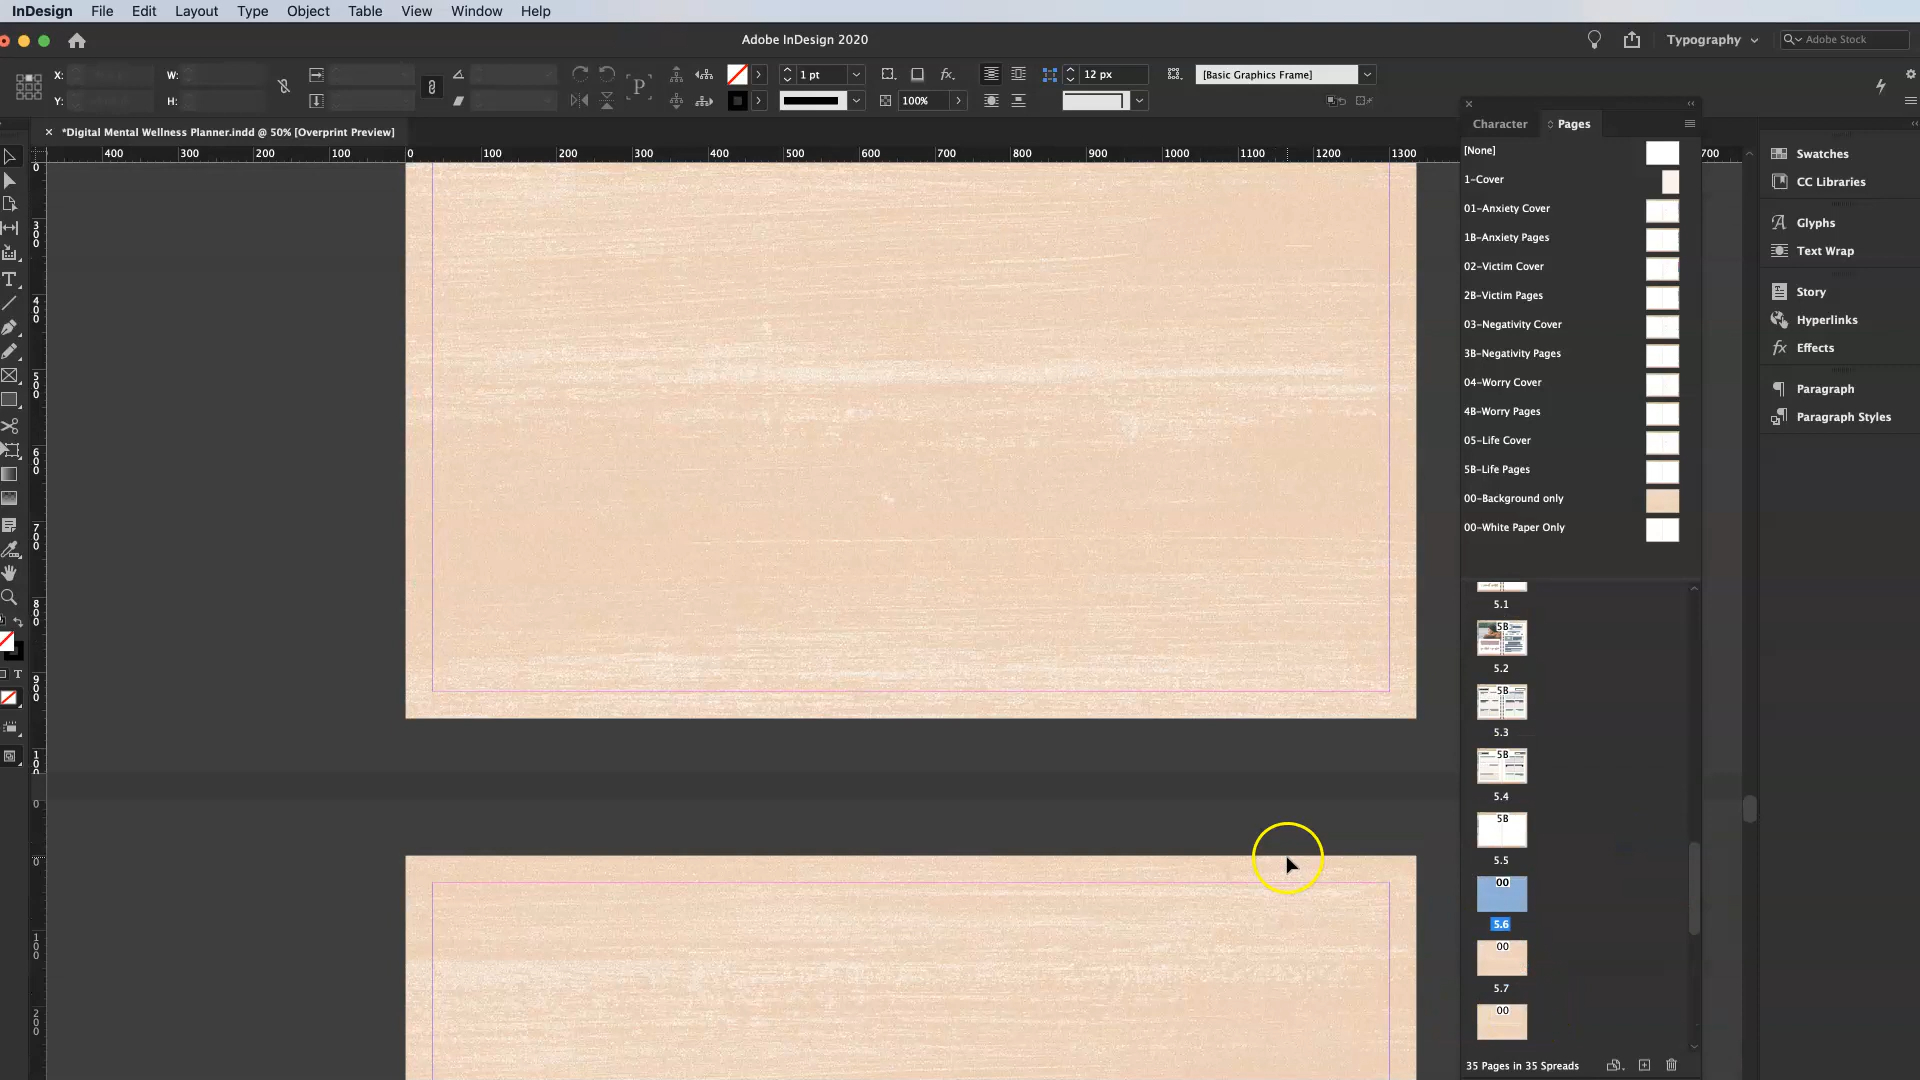 InDesign File Edit Layout Type Object Table View Window Help
Adobe InDesign 2020
Typography
Adobe Stock
X: W: 1 pt 12 px [Basic Graphics Frame]
Y: H: 100%
*Digital Mental Wellness Planner.indd @ 50% [Overprint Preview]
400 300 200 100 0 100 200 300 400 500 600 700 800 900 1000 1100 1200 1300 700
Character Pages
[None]
1-Cover
01-Anxiety Cover
1B-Anxiety Pages
02-Victim Cover
2B-Victim Pages
03-Negativity Cover
3B-Negativity Pages
04-Worry Cover
4B-Worry Pages
05-Life Cover
5B-Life Pages
00-Background only
00-White Paper Only
5.1
5B
5.2
5B
5.3
5B
5.4
5B
5.5
00
5.6
00
5.7
00
35 Pages in 35 Spreads
Swatches
CC Libraries
Glyphs
Text Wrap
Story
Hyperlinks
Effects
Paragraph
Paragraph Styles